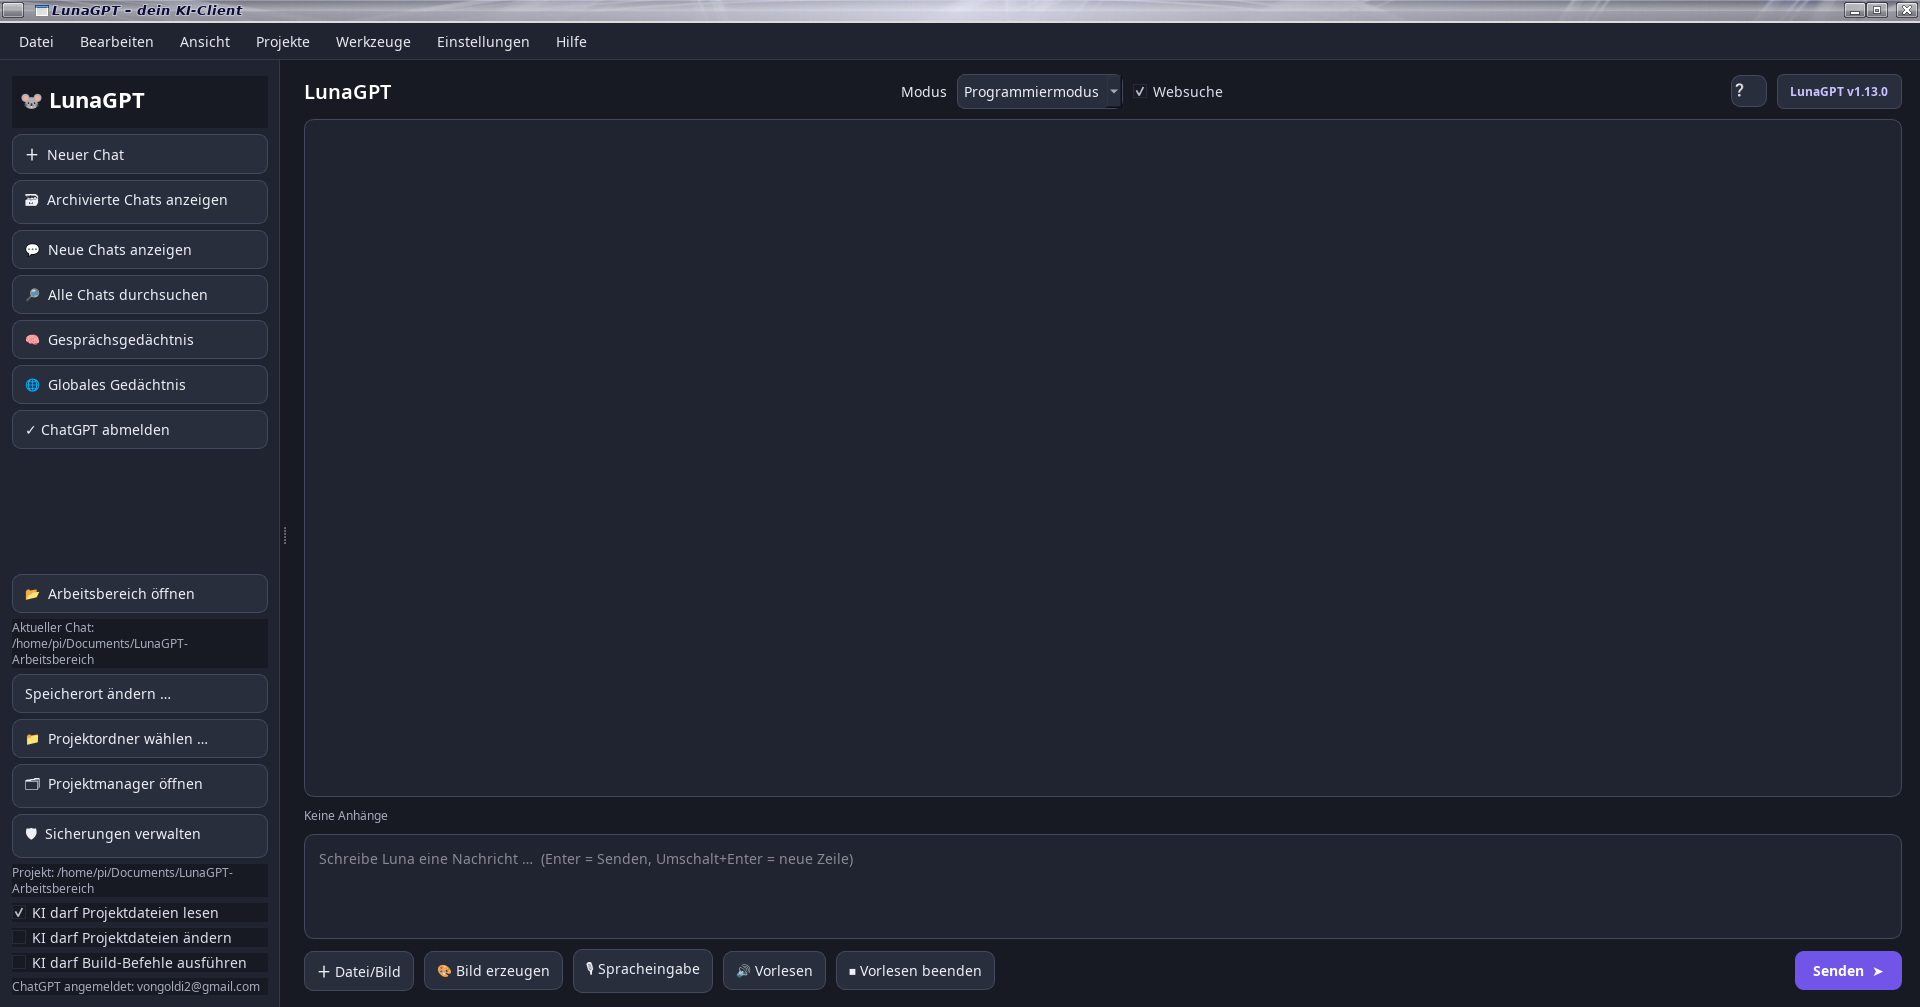 LunaGPT – dein KI-Client
Datei Bearbeiten Ansicht Projekte Werkzeuge Einstellungen Hilfe
LunaGPT
Neuer Chat
Archivierte Chats anzeigen
Neue Chats anzeigen
Alle Chats durchsuchen
Gesprächsgedächtnis
Globales Gedächtnis
✓ ChatGPT abmelden
Arbeitsbereich öffnen
Aktueller Chat:
/home/pi/Documents/LunaGPT-
Arbeitsbereich
Speicherort ändern ...
Projektordner wählen ...
Projektmanager öffnen
Sicherungen verwalten
Projekt: /home/pi/Documents/LunaGPT-
Arbeitsbereich
KI darf Projektdateien lesen
KI darf Projektdateien ändern
KI darf Build-Befehle ausführen
ChatGPT angemeldet: vongoldi2@gmail.com
LunaGPT Modus Programmiermodus Websuche ? LunaGPT v1.13.0
Keine Anhänge
Schreibe Luna eine Nachricht ... (Enter = Senden, Umschalt+Enter = neue Zeile)
+ Datei/Bild Bild erzeugen Spracheingabe Vorlesen Vorlesen beenden Senden ➤